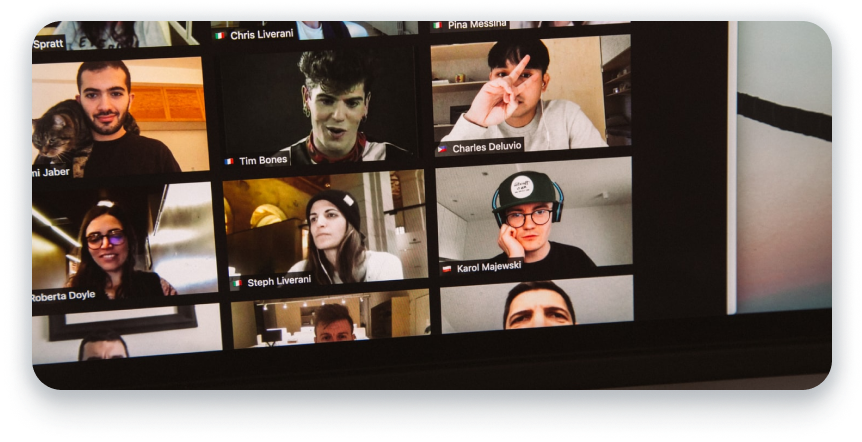 Spratt
Chris Liverani
Pina Messina
ni Jaber
Tim Bones
Charles Deluvio
Roberta Doyle
Steph Liverani
Karol Majewski